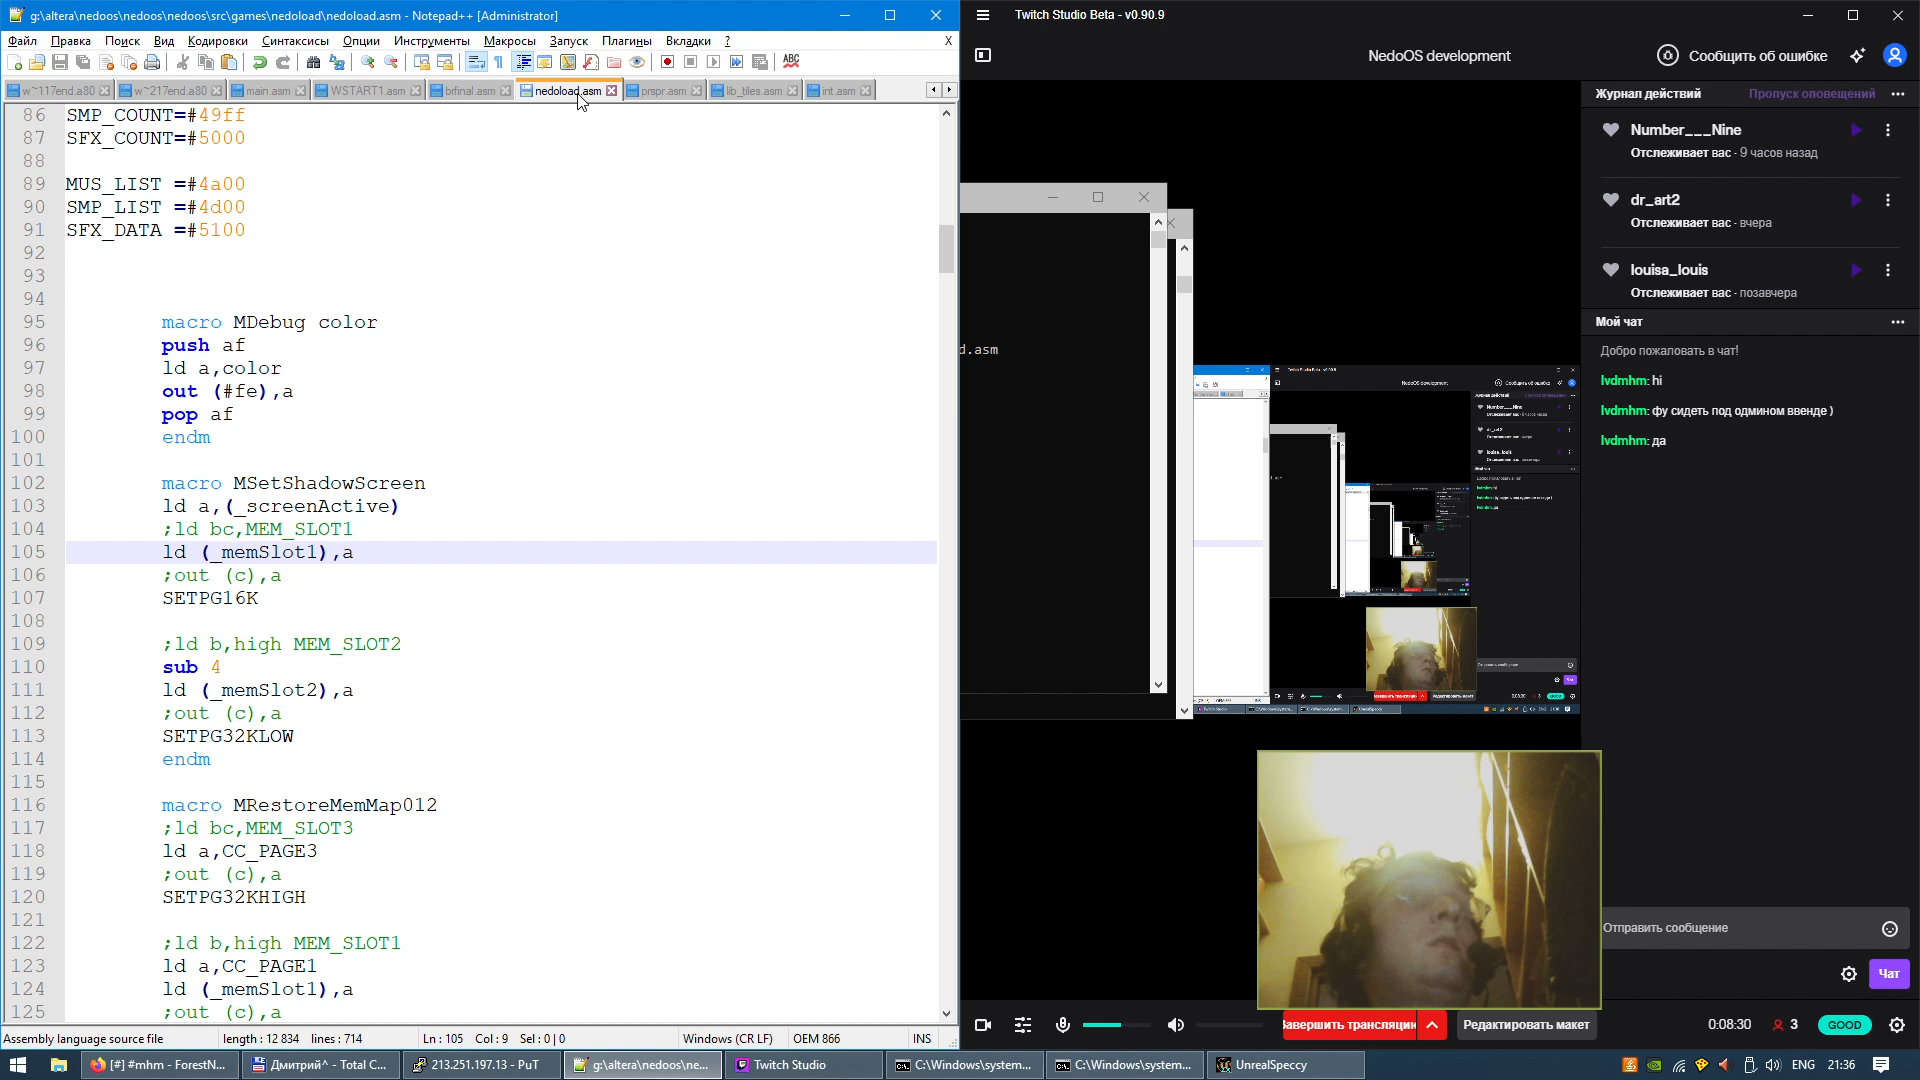 g:\altera\nedoos\nedoos\nedoos\src\games\nedoload\nedoload.asm - Notepad++ [Administrator]
Файл Правка Поиск Вид Кодировки Синтаксисы Опции Инструменты Макросы Запуск Плагины Вкладки ? X
w~117end.a80 w~217end.a80 main.asm WSTART1.asm brfinal.asm nedoload.asm prspr.asm lib_tiles.asm int.asm
86 SMP_COUNT=#49ff
87 SFX_COUNT=#5000
88
89 MUS_LIST =#4a00
90 SMP_LIST =#4d00
91 SFX_DATA =#5100
92
93
94
95 macro MDebug color
96 push af
97 ld a,color
98 out (#fe),a
99 pop af
100 endm
101
102 macro MSetShadowScreen
103 ld a,(_screenActive)
104 ;ld bc,MEM_SLOT1
105 ld (_memSlot1),a
106 ;out (c),a
107 SETPG16K
108
109 ;ld b,high MEM_SLOT2
110 sub 4
111 ld (_memSlot2),a
112 ;out (c),a
113 SETPG32KLOW
114 endm
115
116 macro MRestoreMemMap012
117 ;ld bc,MEM_SLOT3
118 ld a,CC_PAGE3
119 ;out (c),a
120 SETPG32KHIGH
121
122 ;ld b,high MEM_SLOT1
123 ld a,CC_PAGE1
124 ld (_memSlot1),a
125 ;out (c),a
Assembly language source file length : 12 834 lines : 714 Ln : 105 Col : 9 Sel : 0 | 0 Windows (CR LF) OEM 866 INS
Twitch Studio Beta - v0.90.9
NedoOS development
Сообщить об ошибке
d.asm
Журнал действий Пропуск оповещений
Number___Nine
Отслеживает вас - 9 часов назад
dr_art2
Отслеживает вас - вчера
louisa_louis
Отслеживает вас - позавчера
Мой чат
Добро пожаловать в чат!
lvdmhm: hi
lvdmhm: фу сидеть под одмином ввенде )
lvdmhm: да
Отправить сообщение
Чат
Завершить трансляцию
Редактировать макет
0:08:30 3 GOOD
[#] #mhm - ForestN... Дмитрий^ - Total C... 213.251.197.13 - PuT g:\altera\nedoos\ne... Twitch Studio C:\Windows\system... C:\Windows\system... UnrealSpeccy ENG 21:36